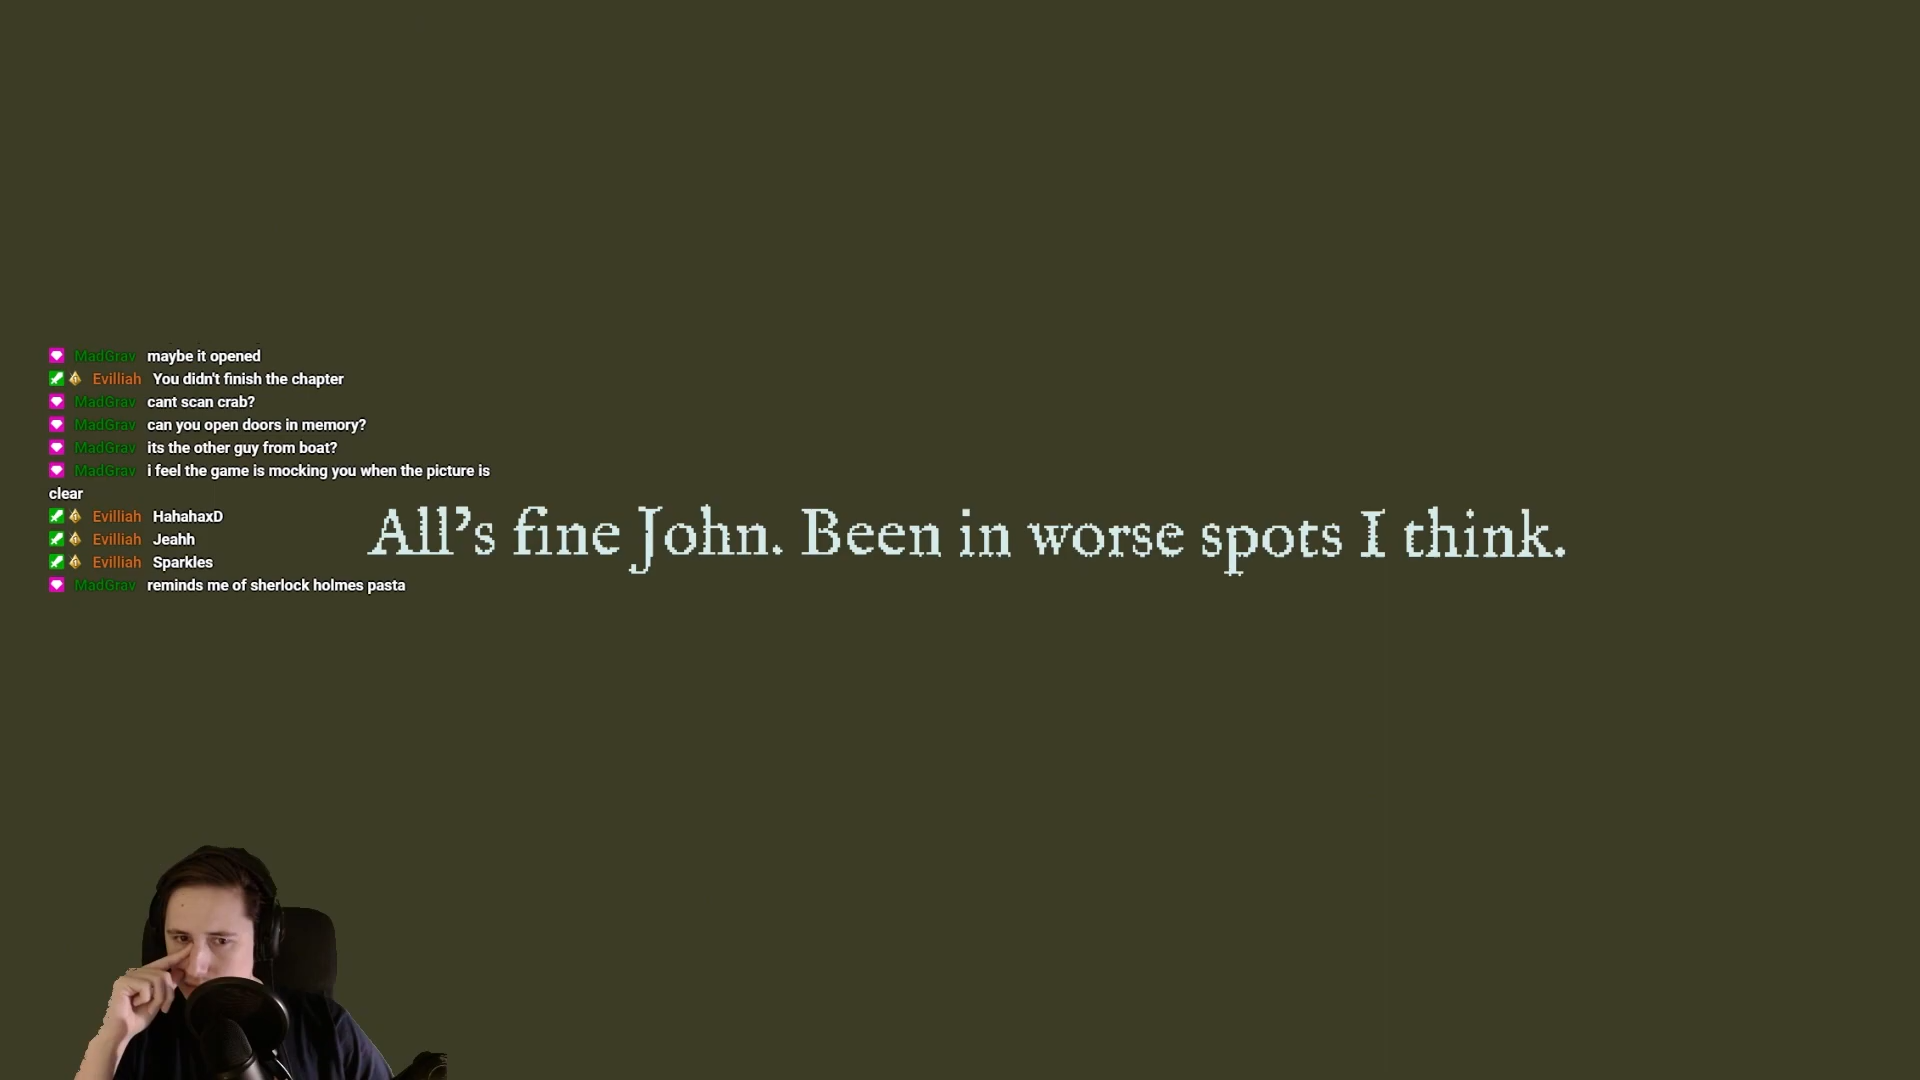 MadGrav maybe it opened
Evilliah You didn't finish the chapter
MadGrav cant scan crab?
MadGrav can you open doors in memory?
MadGrav its the other guy from boat?
MadGrav i feel the game is mocking you when the picture is
clear
Evilliah HahahaxD
Evilliah Jeahh
Evilliah Sparkles
MadGrav reminds me of sherlock holmes pasta
All's fine John. Been in worse spots I think.